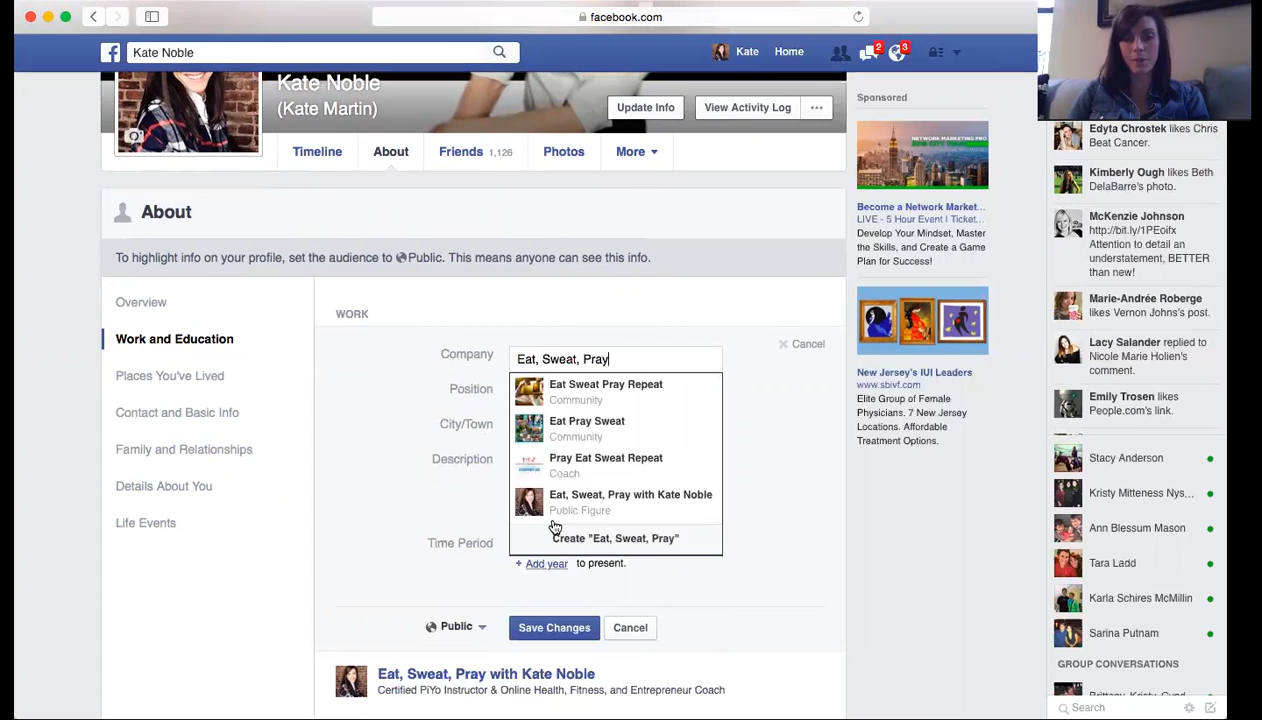 facebook.com
Kate Noble
Kate
Home
2
3
Kate Noble
(Kate Martin)
Update Info
View Activity Log
Timeline
About
Friends 1,126
Photos
More
About
To highlight info on your profile, set the audience to Public. This means anyone can see this info.
Overview
Work and Education
Places You've Lived
Contact and Basic Info
Family and Relationships
Details About You
Life Events
WORK
Cancel
Company
Eat, Sweat, Pray
Position
City/Town
Description
Eat Sweat Pray Repeat
Community
Eat Pray Sweat
Community
Pray Eat Sweat Repeat
Coach
Eat, Sweat, Pray with Kate Noble
Public Figure
Create "Eat, Sweat, Pray"
Time Period
+ Add year to present.
Public
Save Changes
Cancel
Eat, Sweat, Pray with Kate Noble
Certified PiYo Instructor & Online Health, Fitness, and Entrepreneur Coach
Sponsored
NETWORK MARKETING PRO
NEW YORK CITY
Become a Network Market...
LIVE - 5 Hour Event | Ticket...
Develop Your Mindset, Master
the Skills, and Create a Game
Plan for Success!
New Jersey's IUI Leaders
www.sbivf.com
Elite Group of Female
Physicians. 7 New Jersey
Locations. Affordable
Treatment Options.
Edyta Chrostek likes Chris
Beat Cancer.
Kimberly Ough likes Beth
DelaBarre's photo.
McKenzie Johnson
http://bit.ly/1PEoifx
Attention to detail an
understatement, BETTER
than new!
Marie-Andrée Roberge
likes Vernon Johns's post.
Lacy Salander replied to
Nicole Marie Holien's
comment.
Emily Trosen likes
People.com's link.
Stacy Anderson
Kristy Mitteness Nys...
Ann Blessum Mason
Tara Ladd
Karla Schires McMillin
Sarina Putnam
GROUP CONVERSATIONS
Search